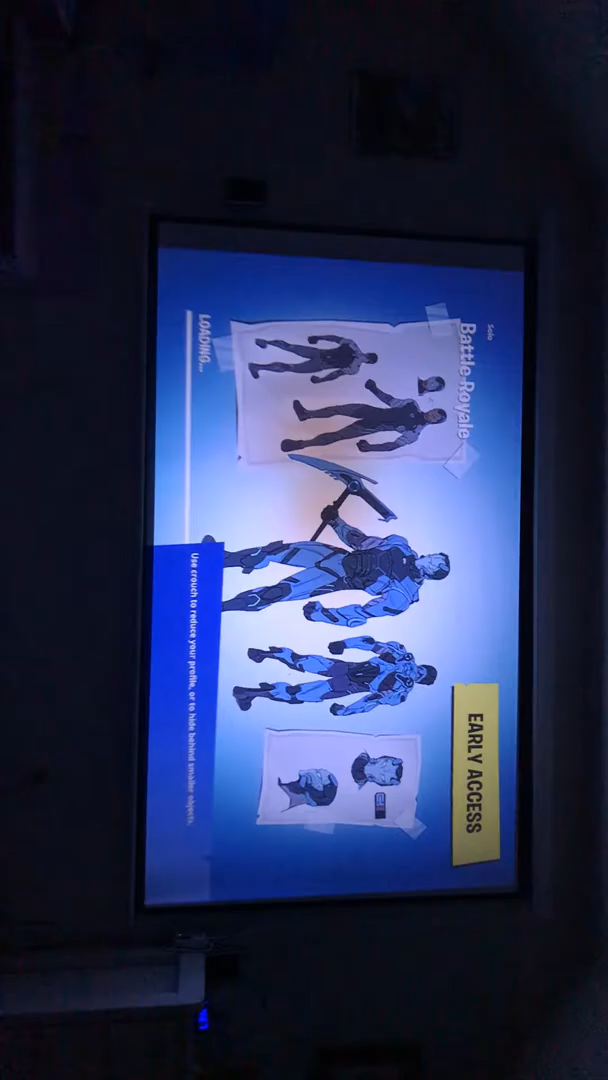 Solo
Battle Royale
EARLY ACCESS
LOADING...
Use crouch to reduce your profile, or to hide behind smaller objects.